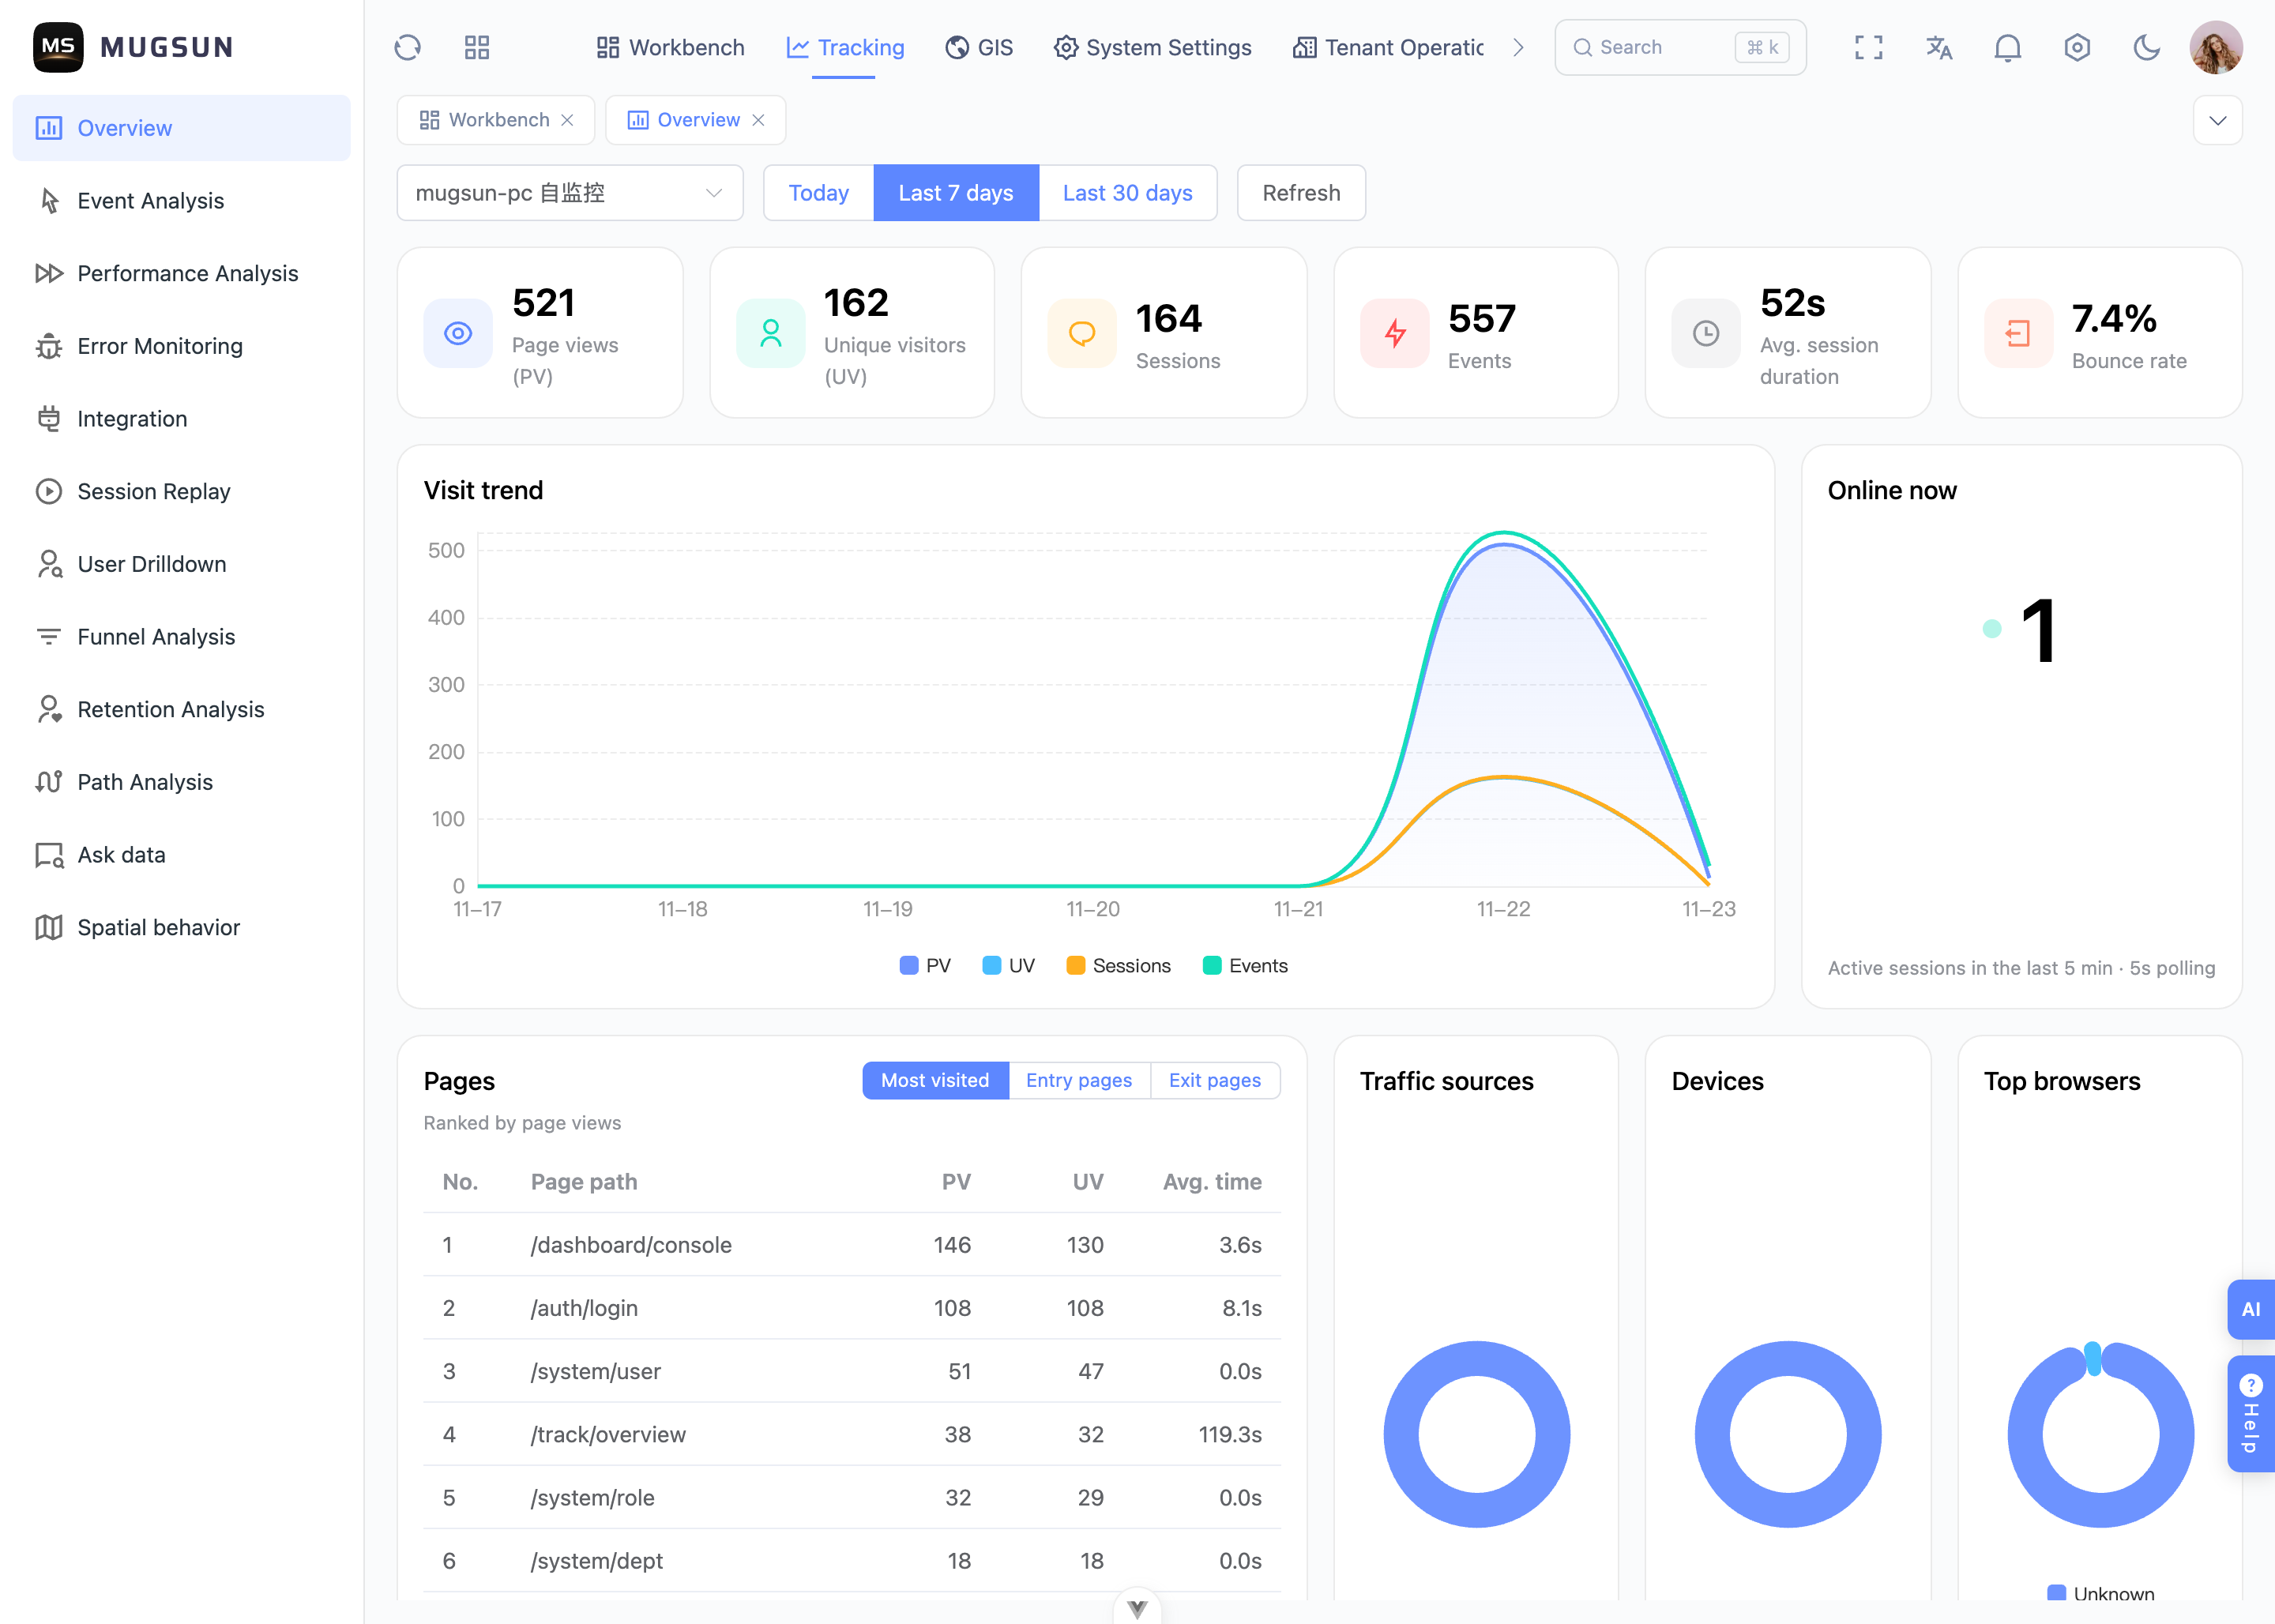 MS MUGSUN
Workbench Tracking GIS System Settings Tenant Operatic Search ⌘ k
Overview
Event Analysis
Performance Analysis
Error Monitoring
Integration
Session Replay
User Drilldown
Funnel Analysis
Retention Analysis
Path Analysis
Ask data
Spatial behavior
Workbench Overview
mugsun-pc 自监控 Today Last 7 days Last 30 days Refresh
521
Page views
(PV)
162
Unique visitors
(UV)
164
Sessions
557
Events
52s
Avg. session
duration
7.4%
Bounce rate
Visit trend
500
400
300
200
100
0
11–17 11–18 11–19 11–20 11–21 11–22 11–23
PV UV Sessions Events
Online now
1
Active sessions in the last 5 min · 5s polling
Pages Most visited Entry pages Exit pages
Ranked by page views
No. Page path PV UV Avg. time
1 /dashboard/console 146 130 3.6s
2 /auth/login 108 108 8.1s
3 /system/user 51 47 0.0s
4 /track/overview 38 32 119.3s
5 /system/role 32 29 0.0s
6 /system/dept 18 18 0.0s
Traffic sources
Devices
Top browsers
Unknown
AI
? Help